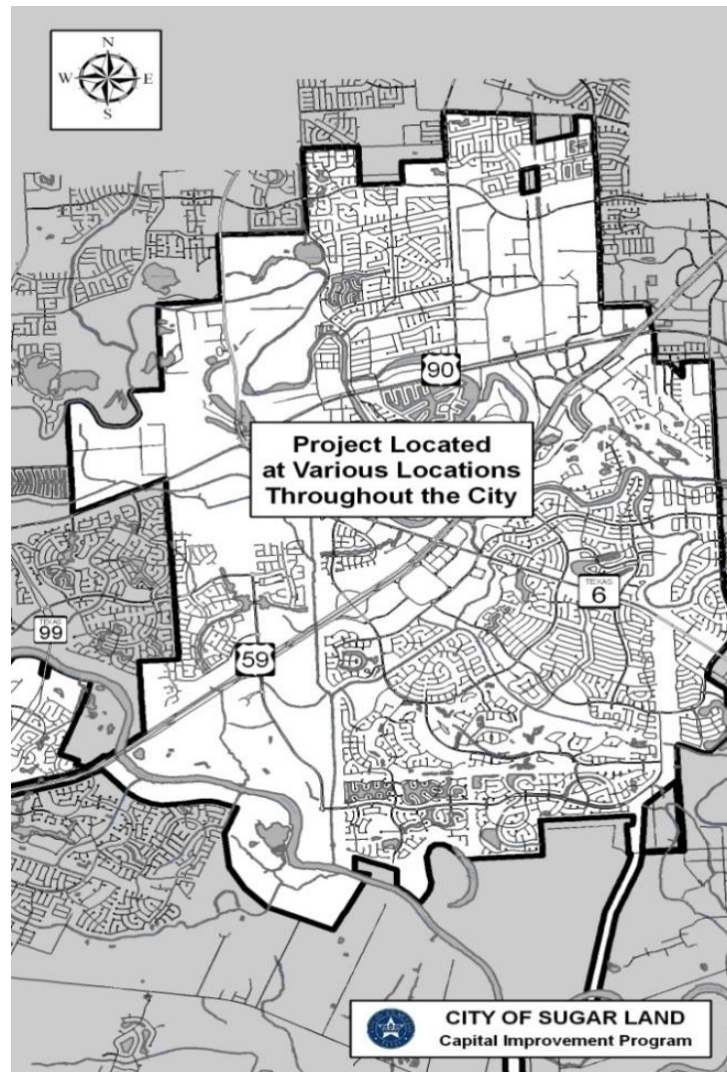 N
W E
S
90
Project Located
at Various Locations
Throughout the City
TEXAS
6
TEXAS
99
59
CITY OF SUGAR LAND
Capital Improvement Program